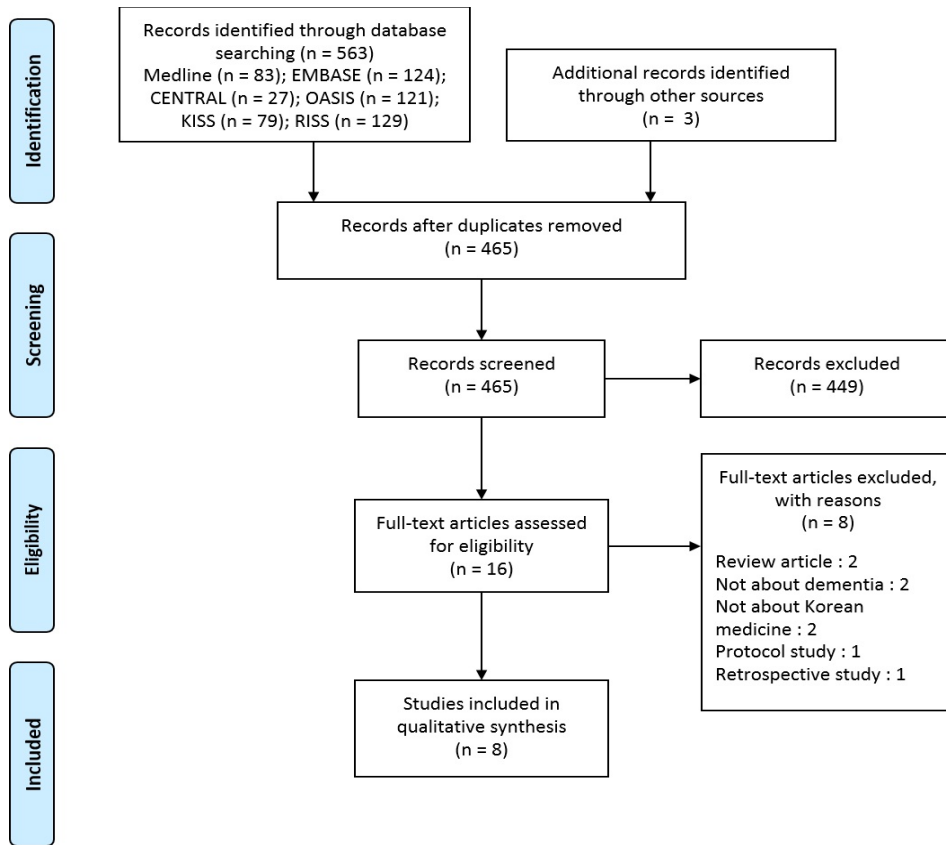 Identification
Records identified through database
searching (n = 563)
Medline (n = 83); EMBASE (n = 124);
CENTRAL (n = 27); OASIS (n = 121);
KISS (n = 79); RISS (n = 129)
Additional records identified
through other sources
(n =  3)
Records after duplicates removed
(n = 465)
Screening
Records screened
(n = 465)
Records excluded
(n = 449)
Eligibility
Full-text articles assessed
for eligibility
(n = 16)
Full-text articles excluded,
with reasons
(n = 8)
Review article : 2
Not about dementia : 2
Not about Korean
medicine : 2
Protocol study : 1
Retrospective study : 1
Included
Studies included in
qualitative synthesis
(n = 8)